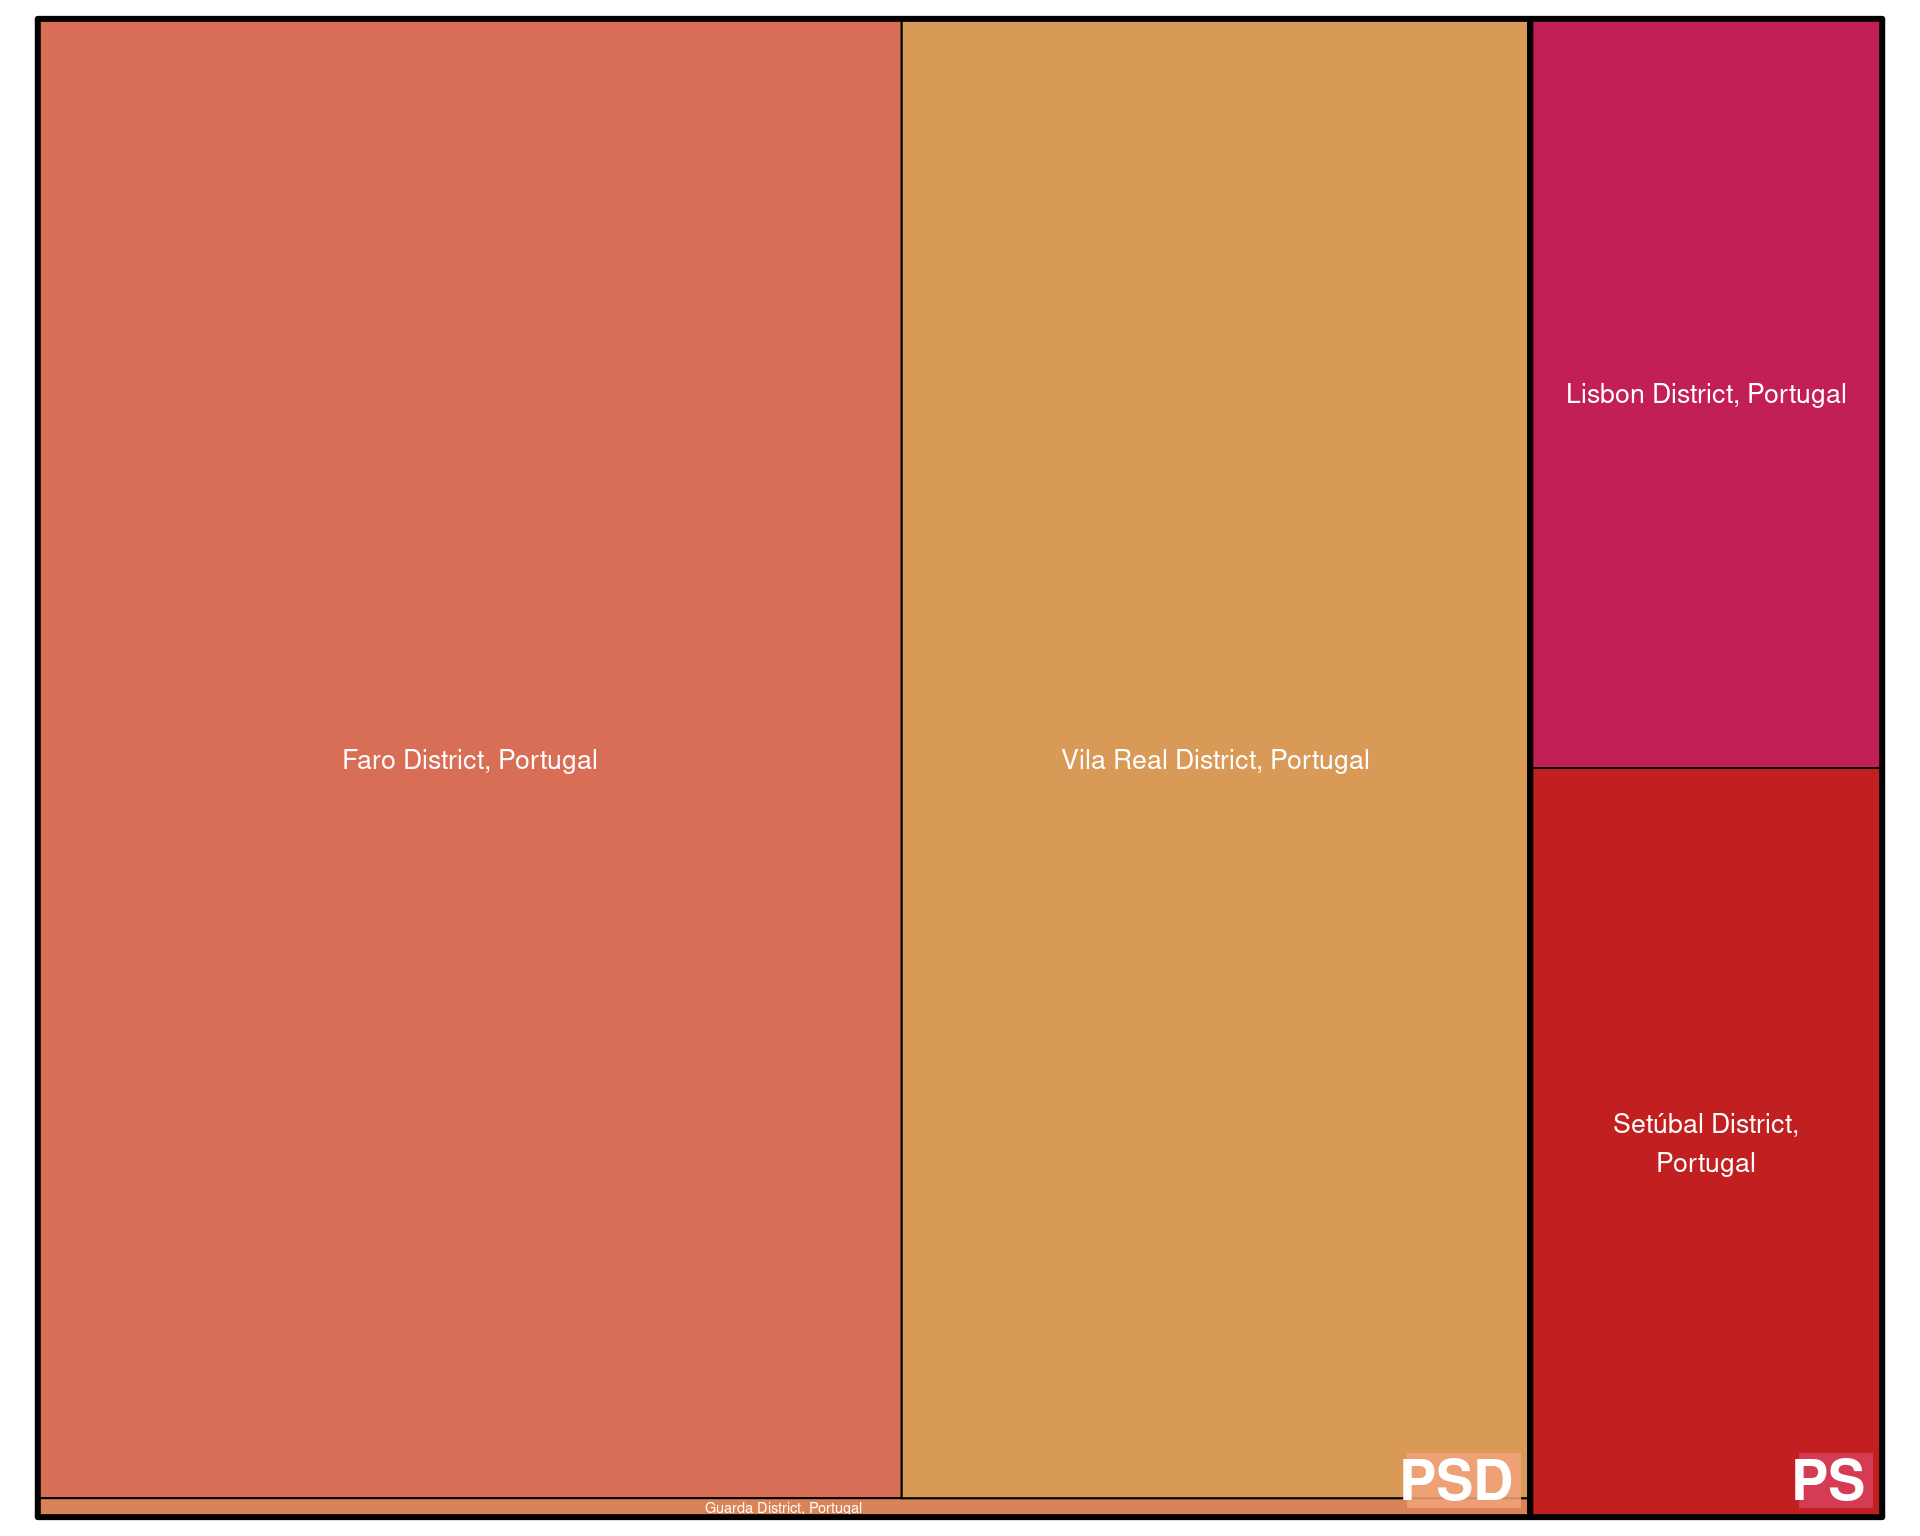 Lisbon District, Portugal
Faro District, Portugal
Vila Real District, Portugal
Setúbal District,
Portugal
PSD
PS
Guarda District, Portugal